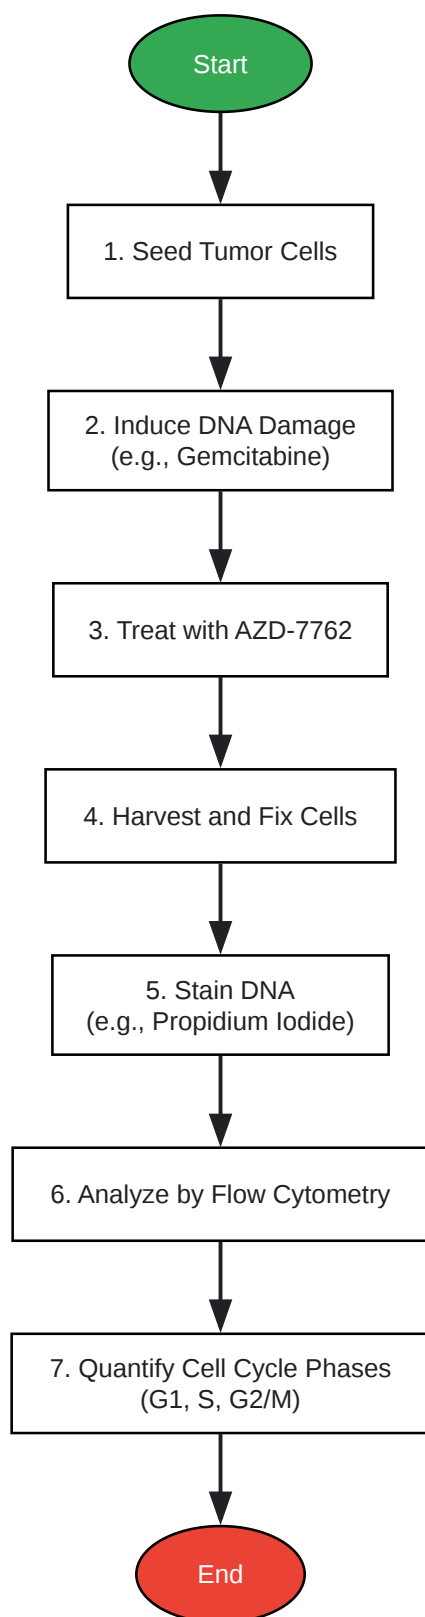 Start
1. Seed Tumor Cells
2. Induce DNA Damage
(e.g., Gemcitabine)
3. Treat with AZD-7762
4. Harvest and Fix Cells
5. Stain DNA
(e.g., Propidium Iodide)
6. Analyze by Flow Cytometry
7. Quantify Cell Cycle Phases
(G1, S, G2/M)
End